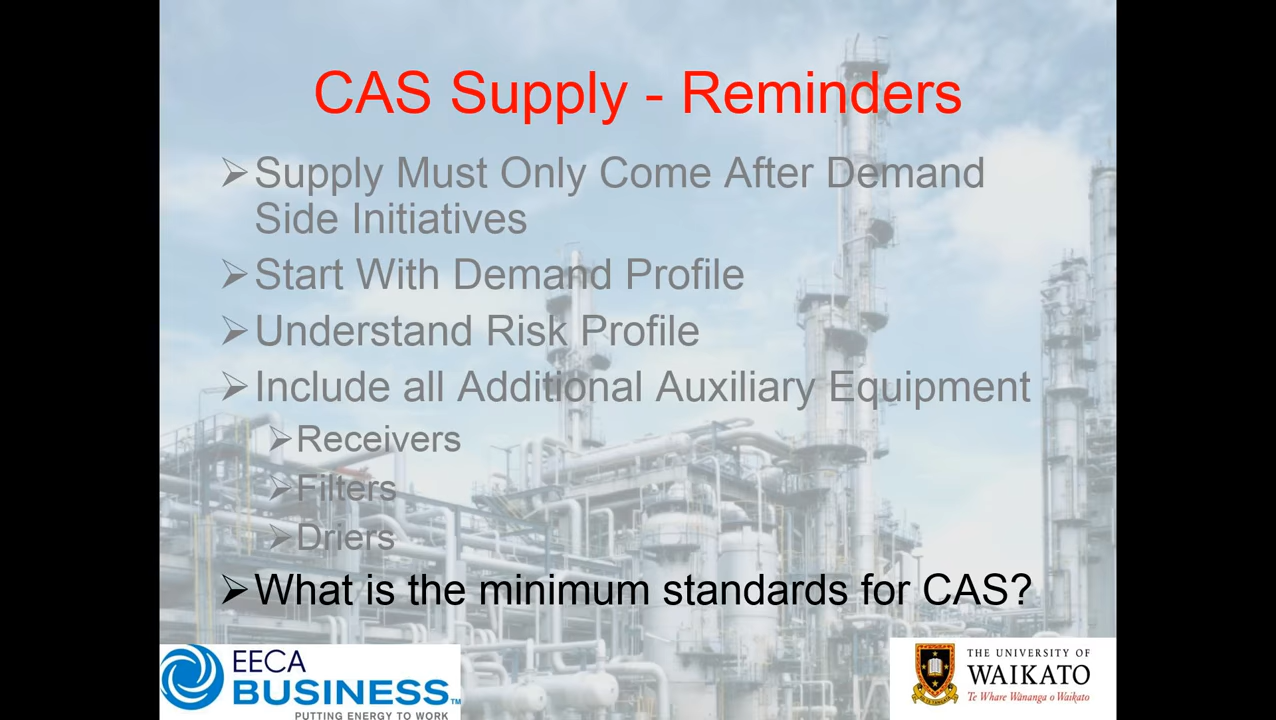 CAS Supply - Reminders
➢Supply Must Only Come After Demand
Side Initiatives
➢Start With Demand Profile
➢Understand Risk Profile
➢Include all Additional Auxiliary Equipment
➢Receivers
➢Filters
➢Driers
➢What is the minimum standards for CAS?
EECA
BUSINESS™
PUTTING ENERGY TO WORK
THE UNIVERSITY OF
WAIKATO
Te Whare Wānanga o Waikato